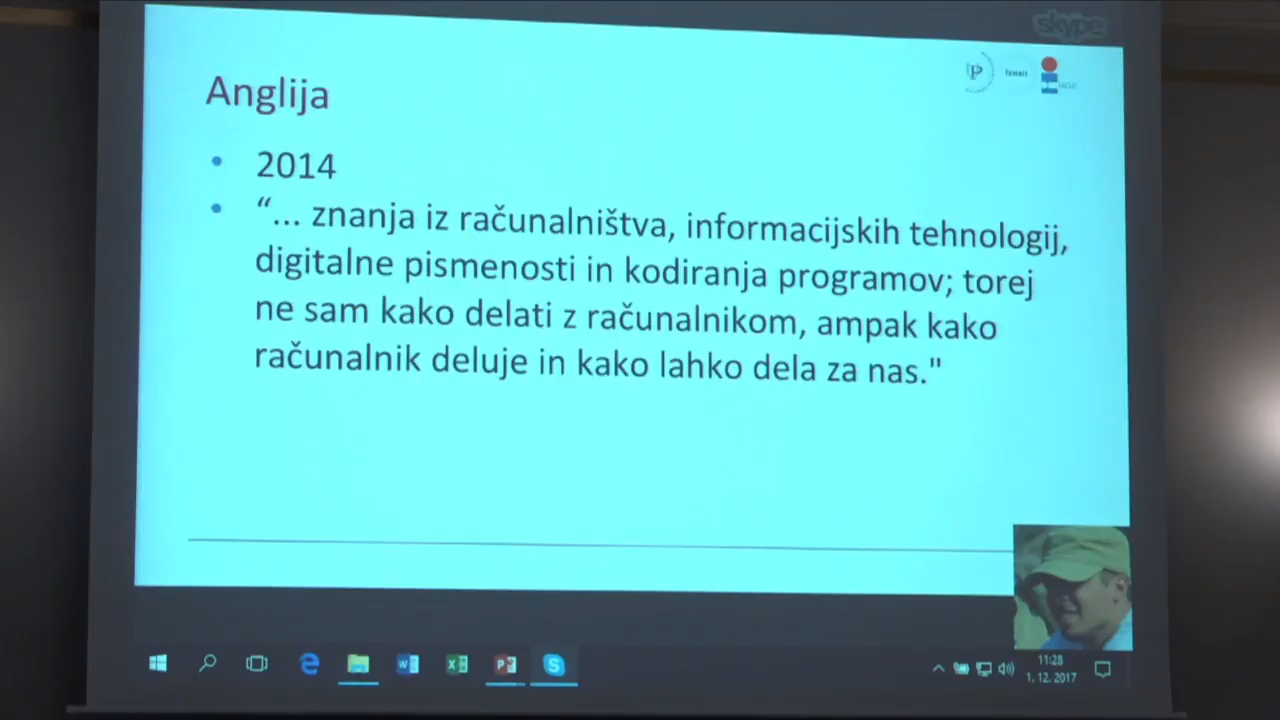 skype
Anglija
• 2014
• “... znanja iz računalništva, informacijskih tehnologij,
digitalne pismenosti in kodiranja programov; torej
ne sam kako delati z računalnikom, ampak kako
računalnik deluje in kako lahko dela za nas."
11:28
1. 12. 2017